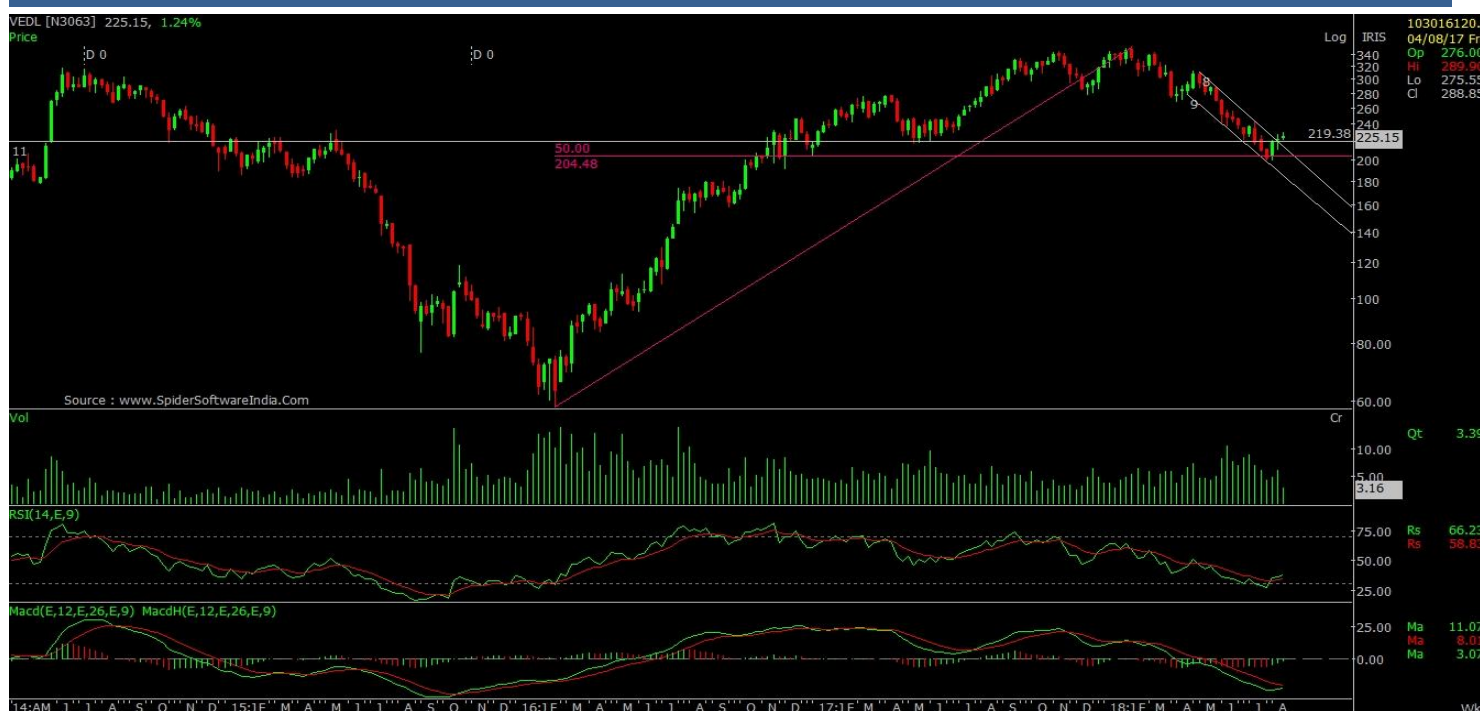 VEDL [N3063] 225.15, 1.24%
Price
D 0
D 0
Log
IRIS
103016120.
04/08/17 Fr
Op 276.00
Hi 289.90
Lo 275.55
Cl 288.85
340
320
300
280
260
240
219.38
225.15
11
8
9
50.00
204.48
200
180
160
140
120
100
80.00
60.00
Source : www.SpiderSoftwareIndia.Com
Vol
Cr
Qt 3.39
10.00
5.00
3.16
RSI(14,E,9)
75.00
50.00
25.00
Rs 66.23
Rs 58.83
Macd(E,12,E,26,E,9) MacdH(E,12,E,26,E,9)
25.00
0.00
Ma 11.07
Ma 8.01
Ma 3.07
14:AM J J A S O N D 15:JF M A M J J A S O N D 16:JF M A M J J A S O N D 17:JF M A M J J A S O N D 18:JF M A M J J A
Wk